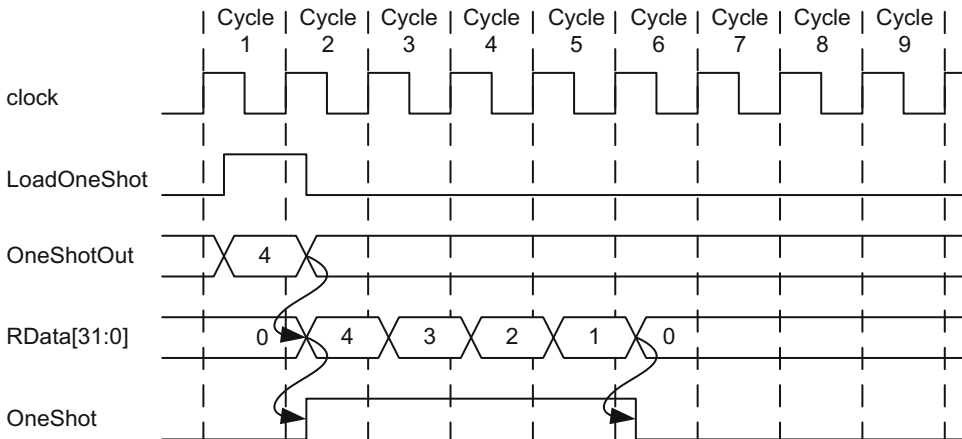 Cycle Cycle Cycle Cycle Cycle Cycle Cycle Cycle Cycle
1 2 3 4 5 6 7 8 9
clock
LoadOneShot
OneShotOut 4
RData[31:0] 0 4 3 2 1 0
OneShot